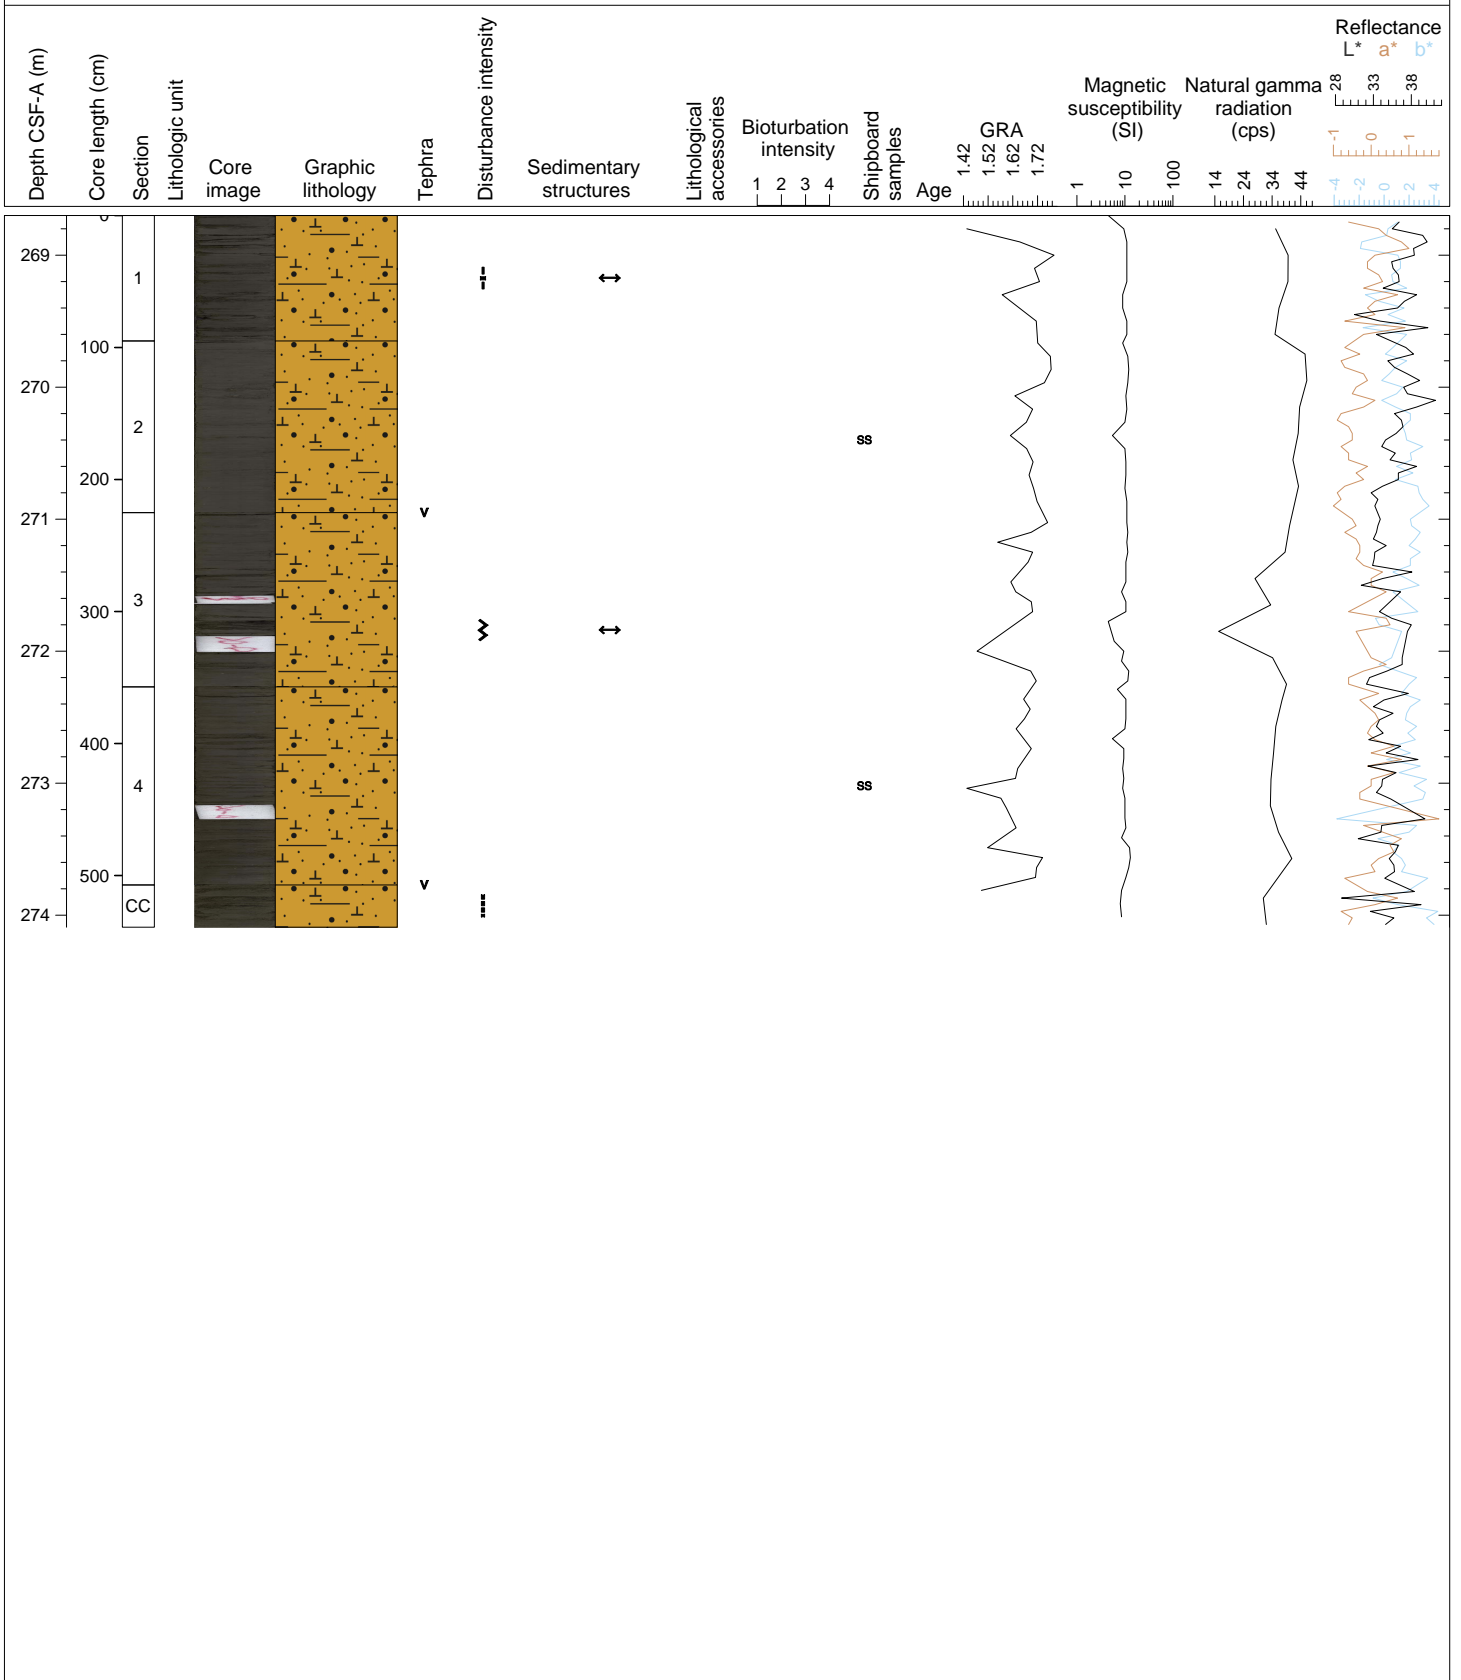 Depth CSF-A (m)
Core length (cm)
Section
Lithologic unit
Core
image
Graphic
lithology
Tephra
Disturbance intensity
Sedimentary
structures
Lithological
accessories
Bioturbation
intensity
1 2 3 4
Shipboard
samples
Age
GRA
1.42 1.52 1.62 1.72
Magnetic
susceptibility
(SI)
1 10 100
Natural gamma
radiation
(cps)
14 24 34 44
Reflectance
L* a* b*
28 33 38
-1 0 1
-4 -2 0 2 4
0
269
1
100
270
2
ss
200
271
v
3
300
272
400
273
4
ss
500
v
CC
274